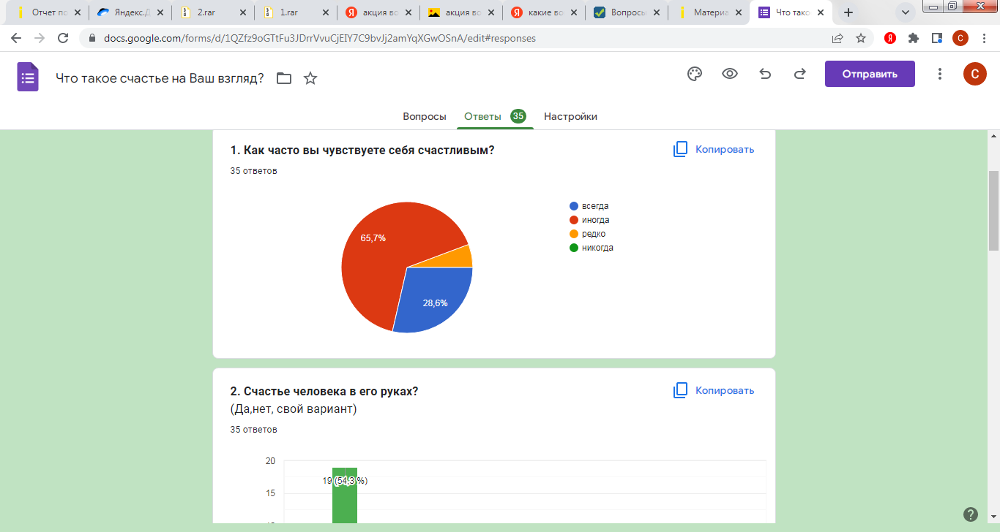 Отчет по
Яндекс.Д
2.rar
1.rar
акция во
акция во
какие во
Вопросы
Материа
Что тако
docs.google.com/forms/d/1QZfz9oGTtFu3JDrrVvuCjEIY7C9bvJj2amYqXGwOSnA/edit#responses
Я
С
Что такое счастье на Ваш взгляд?
Отправить
С
Вопросы
Ответы 35
Настройки
1. Как часто вы чувствуете себя счастливым?
Копировать
35 ответов
всегда
иногда
редко
никогда
65,7%
28,6%
2. Счастье человека в его руках?
Копировать
(Да,нет, свой вариант)
35 ответов
20
19 (54,3 %)
15